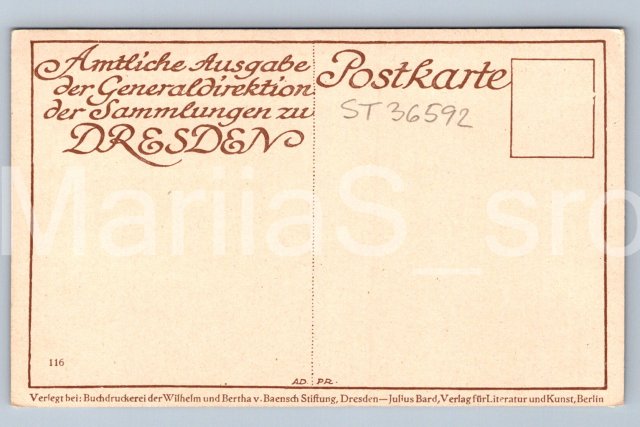 Amtliche Ausgabe
der Generaldirektion
der Sammlungen zu
DRESDEN
Postkarte
ST 36592
MariiaS_sro
116
AD. PR.
Verlegt bei: Buchdruckerei der Wilhelm und Bertha v. Baensch Stiftung, Dresden—Julius Bard, Verlag für Literatur und Kunst, Berlin